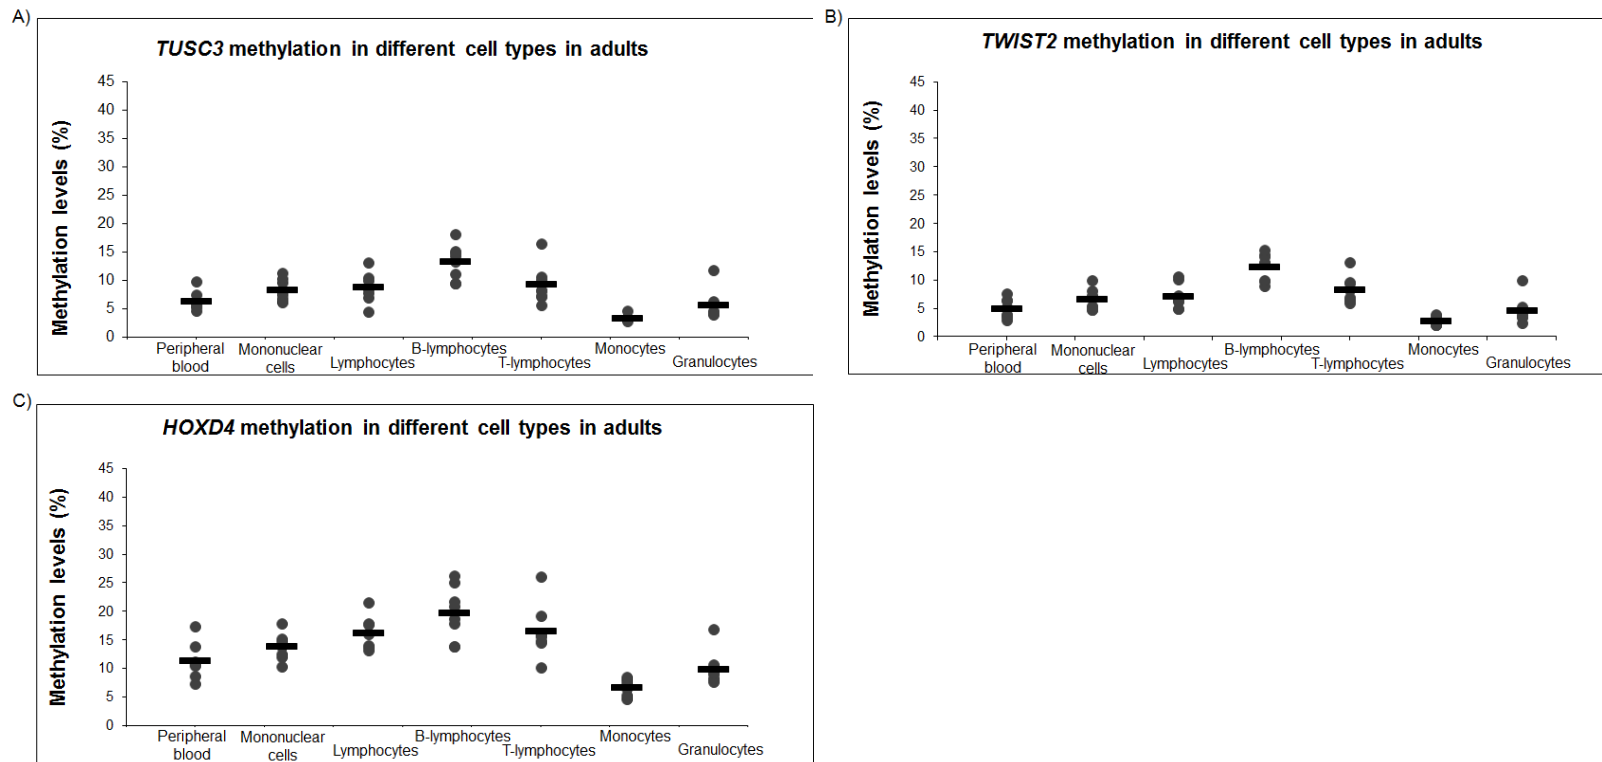 A)
TUSC3 methylation in different cell types in adults
Methylation levels (%)
45
40
35
30
25
20
15
10
5
0
Peripheral
blood
Mononuclear
cells
Lymphocytes
B-lymphocytes
T-lymphocytes
Monocytes
Granulocytes
B)
TWIST2 methylation in different cell types in adults
Methylation levels (%)
45
40
35
30
25
20
15
10
5
0
Peripheral
blood
Mononuclear
cells
Lymphocytes
B-lymphocytes
T-lymphocytes
Monocytes
Granulocytes
C)
HOXD4 methylation in different cell types in adults
Methylation levels (%)
45
40
35
30
25
20
15
10
5
0
Peripheral
blood
Mononuclear
cells
Lymphocytes
B-lymphocytes
T-lymphocytes
Monocytes
Granulocytes